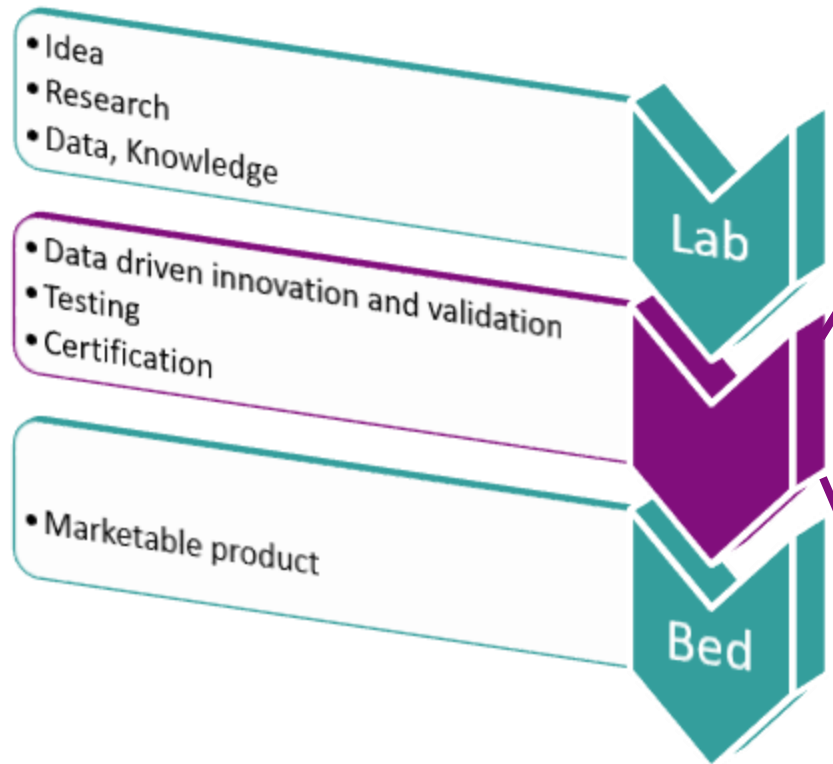 • Idea
• Research
• Data, Knowledge
Lab
• Data driven innovation and validation
• Testing
• Certification
• Marketable product
Bed